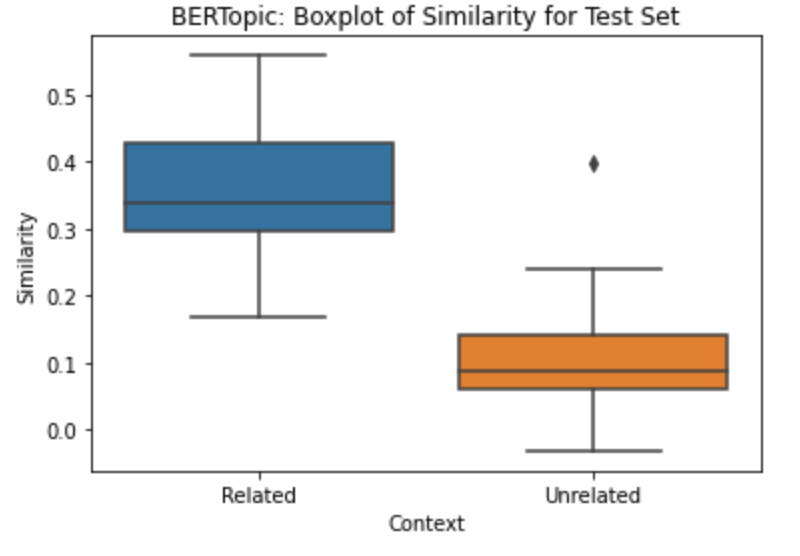 BERTopic: Boxplot of Similarity for Test Set
0.5
0.4
0.3
0.2
0.1
0.0
Similarity
Related Unrelated
Context